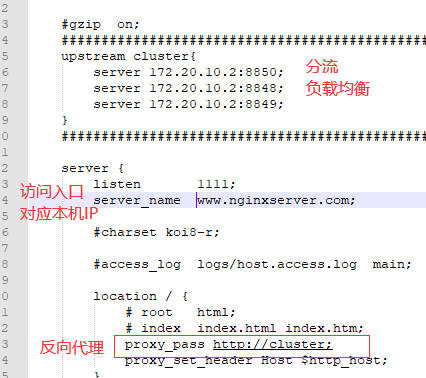 2
3 #gzip  on;
4 ################################################
5 upstream cluster{
6 server 172.20.10.2:8850; 分流
7 server 172.20.10.2:8848; 负载均衡
8 server 172.20.10.2:8849;
9 }
0 ################################################
1
2 server {
3 listen       1111;
访问入口
4 server_name  www.nginxserver.com;
5 对应本机IP
6 #charset koi8-r;
7
8 #access_log  logs/host.access.log  main;
9
0 location / {
1 # root   html;
2 # index  index.html index.htm;
3 反向代理 proxy_pass http://cluster;
4 proxy_set_header Host $http_host;
5 }